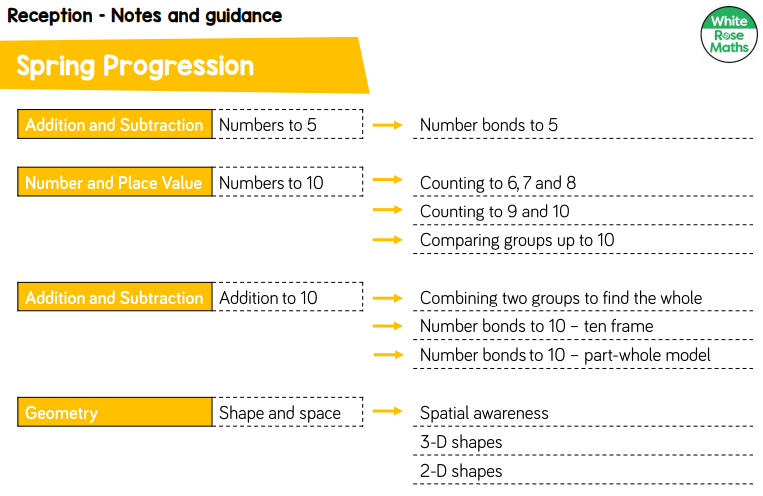 Reception - Notes and guidance
White
Rose
Maths
Spring Progression
Addition and Subtraction Numbers to 5 Number bonds to 5
Number and Place Value Numbers to 10 Counting to 6, 7 and 8
Counting to 9 and 10
Comparing groups up to 10
Addition and Subtraction Addition to 10 Combining two groups to find the whole
Number bonds to 10 – ten frame
Number bonds to 10 – part-whole model
Geometry Shape and space Spatial awareness
3-D shapes
2-D shapes